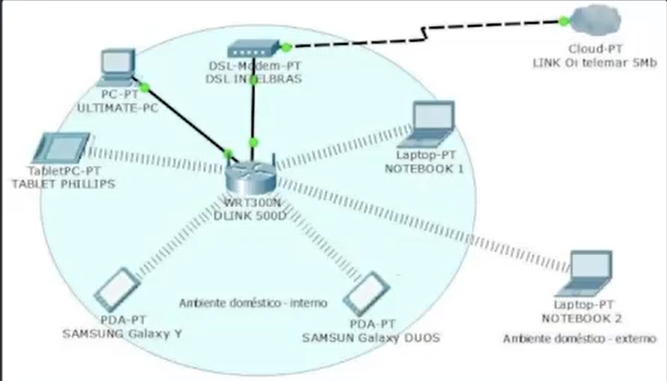 Cloud-PT
LINK Oi telemar 5Mb
DSL-Modem-PT
DSL INTELBRAS
PC-PT
ULTIMATE-PC
Laptop-PT
NOTEBOOK 1
TabletPC-PT
TABLET PHILLIPS
WRT300N
DLINK 500D
Ambiente doméstico - interno
PDA-PT
SAMSUNG Galaxy Y
PDA-PT
SAMSUN Galaxy DUOS
Laptop-PT
NOTEBOOK 2
Ambiente doméstico - externo